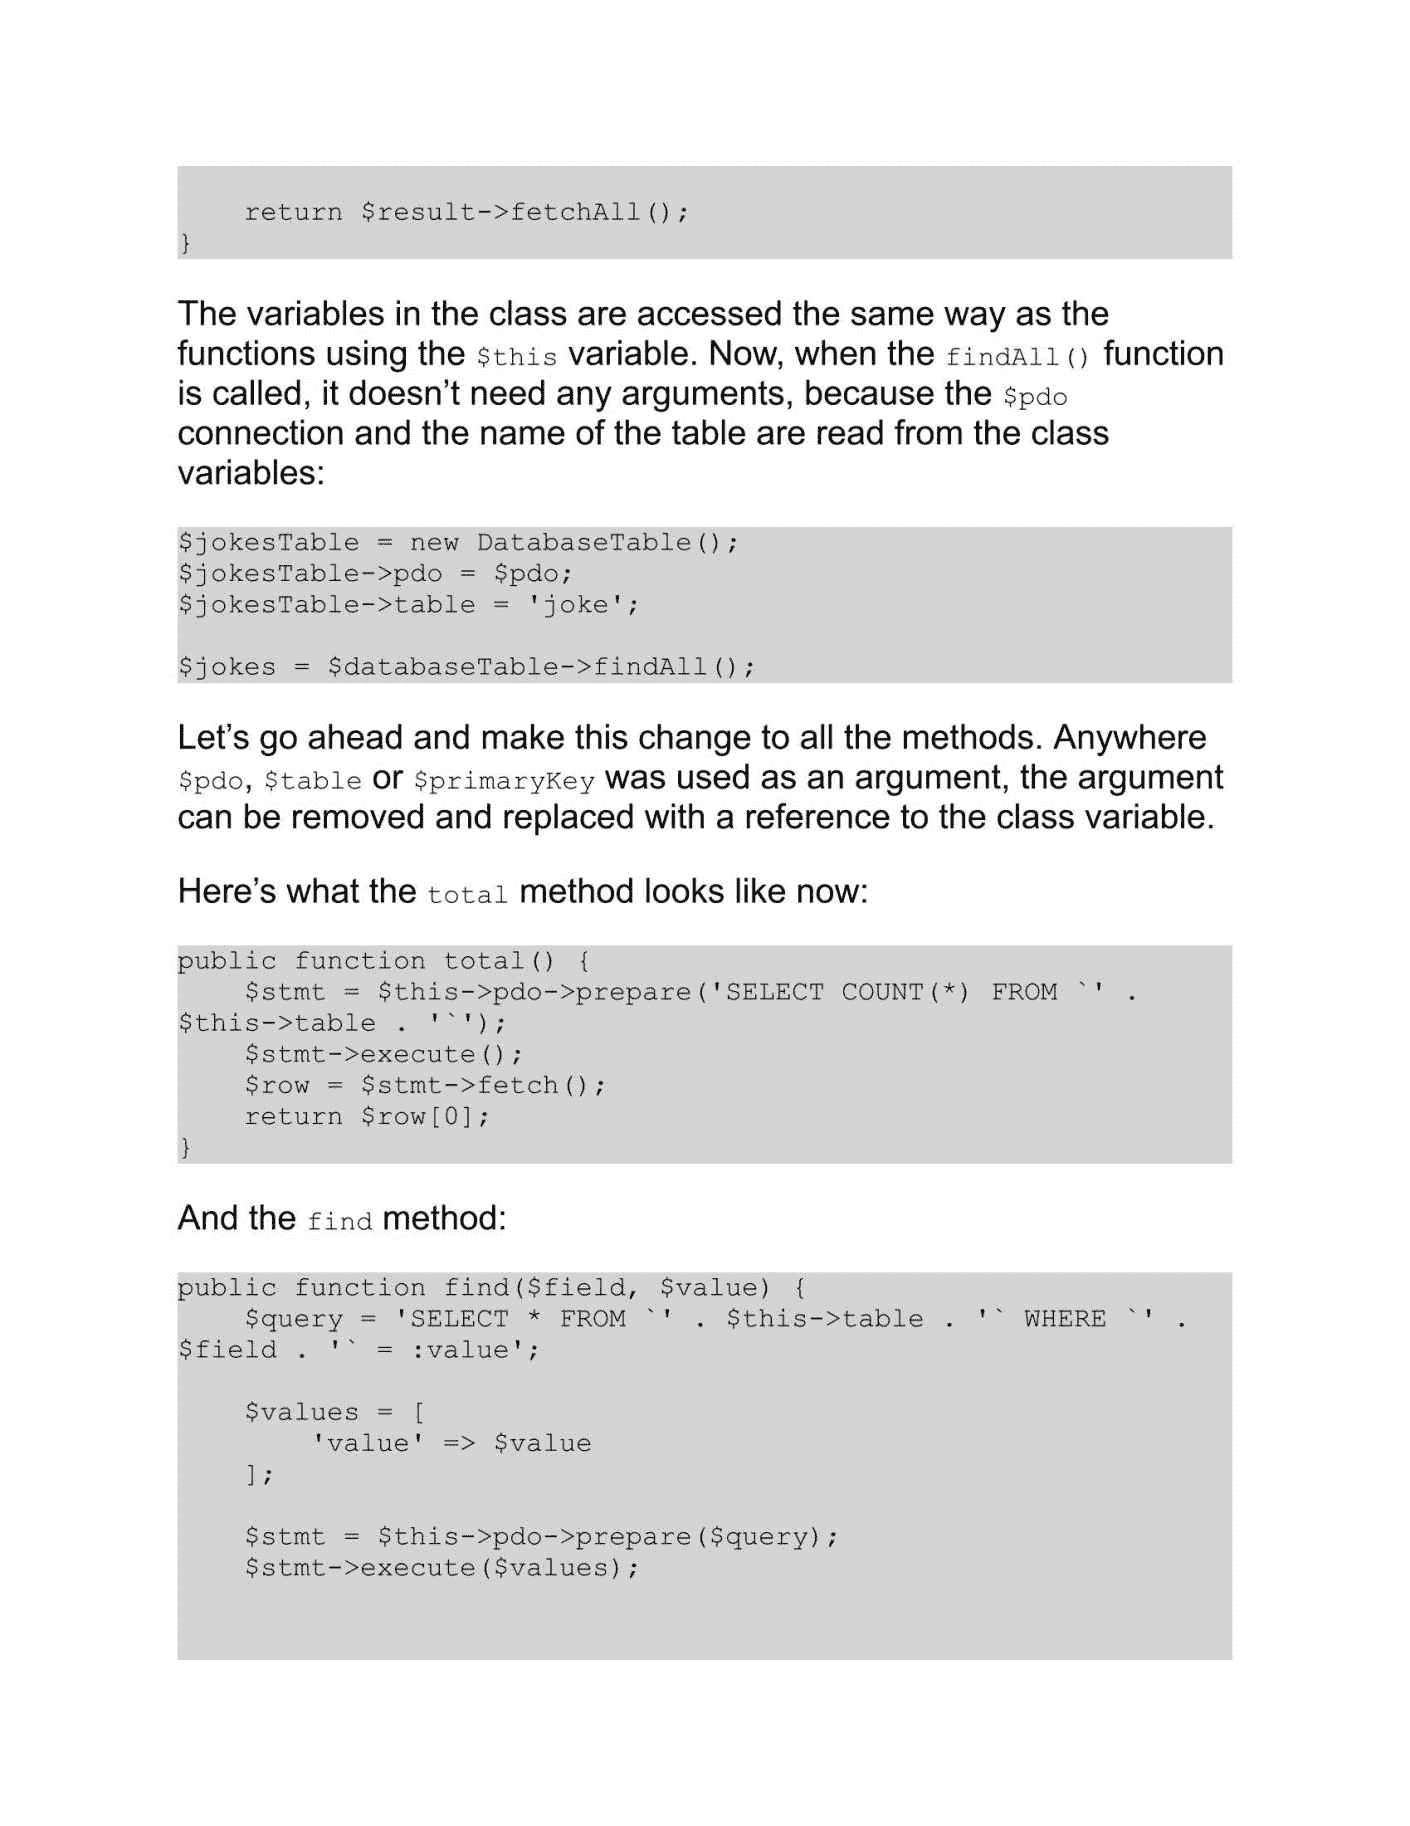 return $result->fetchAll();
}
The variables in the class are accessed the same way as the
functions using the $this variable. Now, when the findAll() function
is called, it doesn’t need any arguments, because the $pdo
connection and the name of the table are read from the class
variables:
$jokesTable = new DatabaseTable();
$jokesTable->pdo = $pdo;
$jokesTable->table = 'joke';
$jokes = $databaseTable->findAll();
Let’s go ahead and make this change to all the methods. Anywhere
$pdo, $table or $primaryKey was used as an argument, the argument
can be removed and replaced with a reference to the class variable.
Here’s what the total method looks like now:
public function total() {
    $stmt = $this->pdo->prepare('SELECT COUNT(*) FROM `' .
$this->table . '`');
    $stmt->execute();
    $row = $stmt->fetch();
    return $row[0];
}
And the find method:
public function find($field, $value) {
    $query = 'SELECT * FROM `' . $this->table . '` WHERE `' .
$field . '` = :value';
    $values = [
        'value' => $value
    ];
    $stmt = $this->pdo->prepare($query);
    $stmt->execute($values);